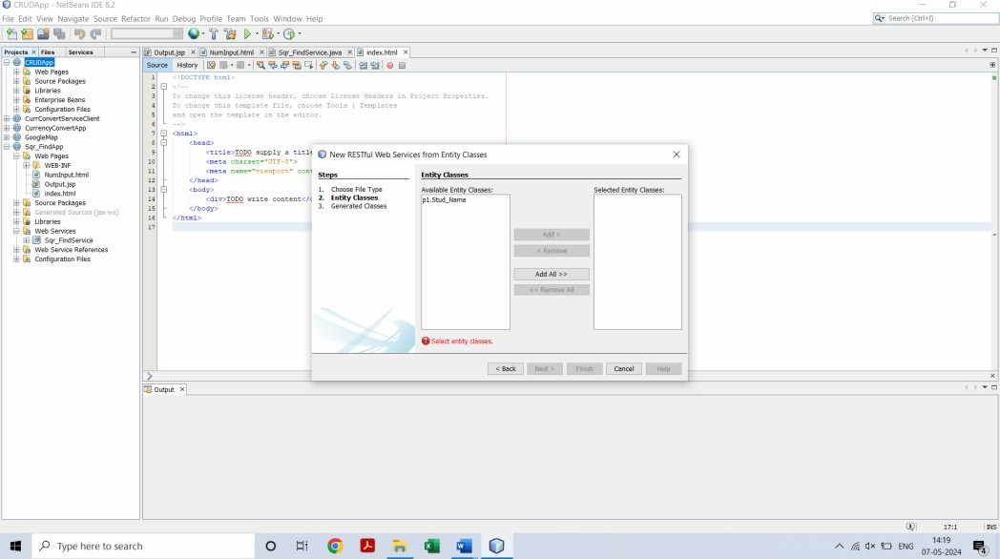 CRUDApp - NetBeans IDE 8.2
File Edit View Navigate Source Refactor Run Debug Profile Team Tools Window Help
Search (Ctrl+I)
Projects Files Services
Output.jsp NumInput.html Sqr_FindService.java index.html
Source History
CRUDApp
Web Pages
Source Packages
Libraries
Enterprise Beans
Configuration Files
CurrConvertServiceClient
CurrencyConvertApp
GoogleMap
Sqr_FindApp
Web Pages
WEB-INF
NumInput.html
Output.jsp
index.html
Source Packages
Generated Sources (jax-ws)
Libraries
Web Services
Sqr_FindService
Web Service References
Configuration Files
1 <!DOCTYPE html>
2 <!--
3 To change this license header, choose License Headers in Project Properties.
4 To change this template file, choose Tools | Templates
5 and open the template in the editor.
6 -->
7 <html>
8 <head>
9 <title>TODO supply a titl
10 <meta charset="UTF-8">
11 <meta name="viewport" cont
12 </head>
13 <body>
14 <div>TODO write content</
15 </body>
16 </html>
17
New RESTful Web Services from Entity Classes
Steps
1. Choose File Type
2. Entity Classes
3. Generated Classes
Entity Classes
Available Entity Classes: Selected Entity Classes:
p1.Stud_Name
Add >
< Remove
Add All >>
<< Remove All
Select entity classes.
< Back Next > Finish Cancel Help
Output
17:1 INS
Type here to search
ENG
14:19
07-05-2024
4